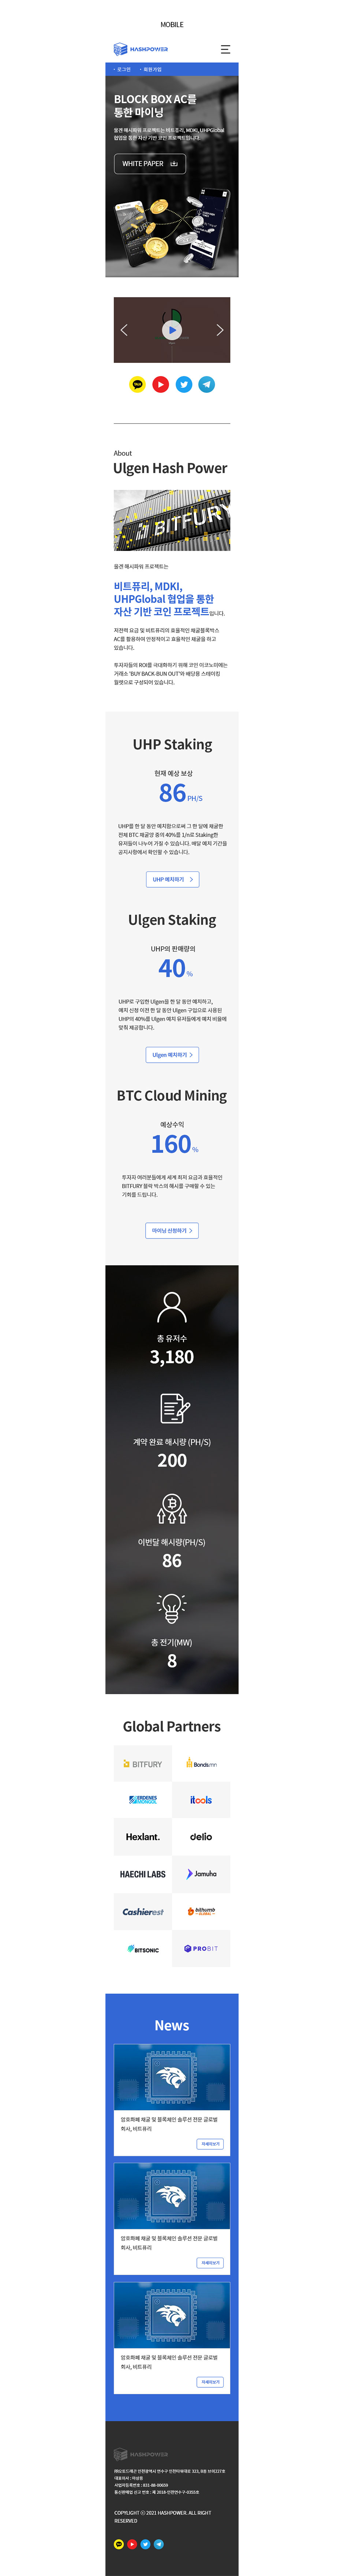 MOBILE
HASHPOWER
· 로그인 · 회원가입
BLOCK BOX AC를
통한 마이닝
울겐 해시파워 프로젝트는 비트퓨리, MDKI, UHPGlobal
협업을 통한 자산 기반 코인 프로젝트입니다.
WHITE PAPER
About
Ulgen Hash Power
BITFURY
울겐 해시파워 프로젝트는
비트퓨리, MDKI,
UHPGlobal 협업을 통한
자산 기반 코인 프로젝트입니다.
저전력 요금 및 비트퓨리의 효율적인 채굴블록박스
AC를 활용하여 안정적이고 효율적인 채굴을 하고
있습니다.
투자자들의 ROI를 극대화하기 위해 코인 이코노미에는
거래소 'BUY BACK-BUN OUT'와 배당용 스테이킹
월렛으로 구성되어 있습니다.
UHP Staking
현재 예상 보상
86 PH/S
UHP를 한 달 동안 예치함으로써 그 한 달에 채굴한
전체 BTC 채굴양 중의 40%를 1/n로 Staking한
유저들이 나누어 가질 수 있습니다. 매달 예치 기간을
공지사항에서 확인할 수 있습니다.
UHP 예치하기
Ulgen Staking
UHP의 판매량의
40 %
UHP로 구입한 Ulgen을 한 달 동안 예치하고,
예치 신청 이전 한 달 동안 Ulgen 구입으로 사용된
UHP의 40%를 Ulgen 예치 유저들에게 예치 비율에
맞춰 제공합니다.
Ulgen 예치하기
BTC Cloud Mining
예상수익
160 %
투자자 여러분들에게 세계 최저 요금과 효율적인
BITFURY 블락 박스의 해시를 구매할 수 있는
기회를 드립니다.
마이닝 신청하기
총 유저수
3,180
계약 완료 해시량 (PH/S)
200
이번달 해시량(PH/S)
86
총 전기(MW)
8
Global Partners
BITFURY
Bondsmn
ERDENES MONGOL
itools
Hexlant.
delio
HAECHI LABS
Jamuha
Cashierest
bithumb GLOBAL
BITSONIC
PROBIT
News
암호화폐 채굴 및 블록체인 솔루션 전문 글로벌
회사, 비트퓨리
자세히보기
암호화폐 채굴 및 블록체인 솔루션 전문 글로벌
회사, 비트퓨리
자세히보기
암호화폐 채굴 및 블록체인 솔루션 전문 글로벌
회사, 비트퓨리
자세히보기
HASHPOWER
COPYLIGHT ⓒ 2021 HASHPOWER. ALL RIGHT
RESERVED